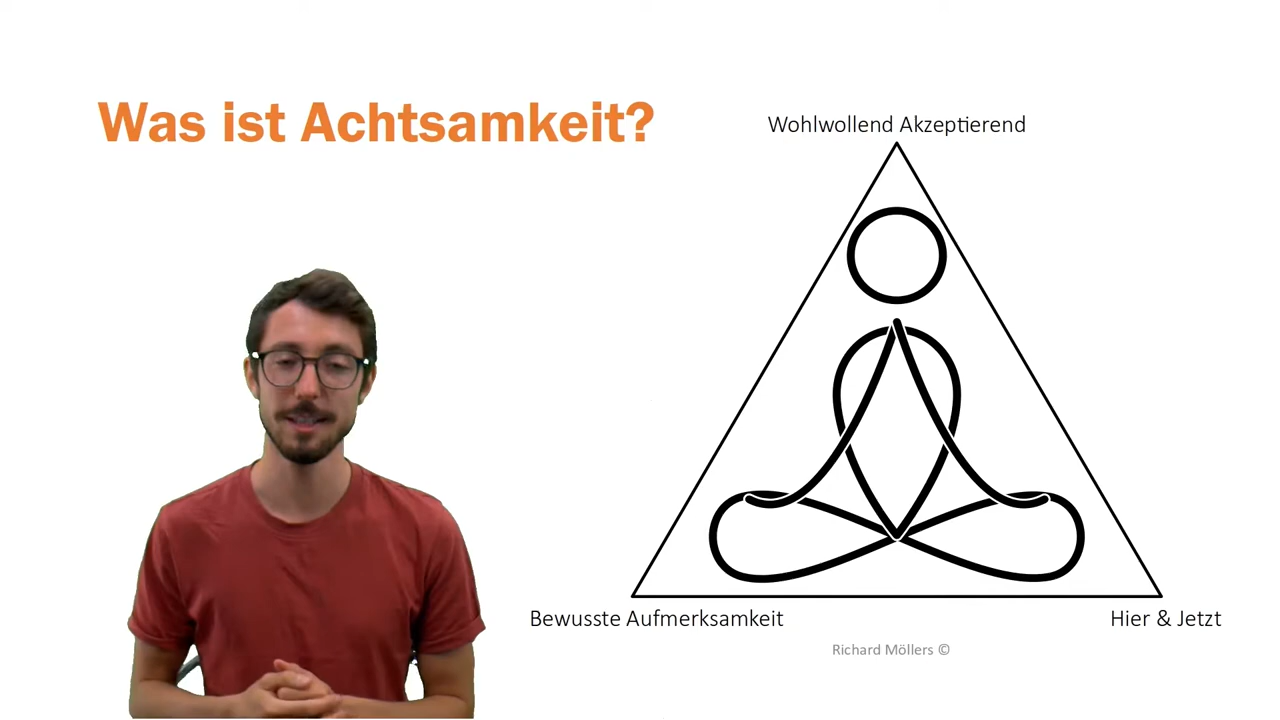 Was ist Achtsamkeit?
Wohlwollend Akzeptierend
Bewusste Aufmerksamkeit
Hier & Jetzt
Richard Möllers ©